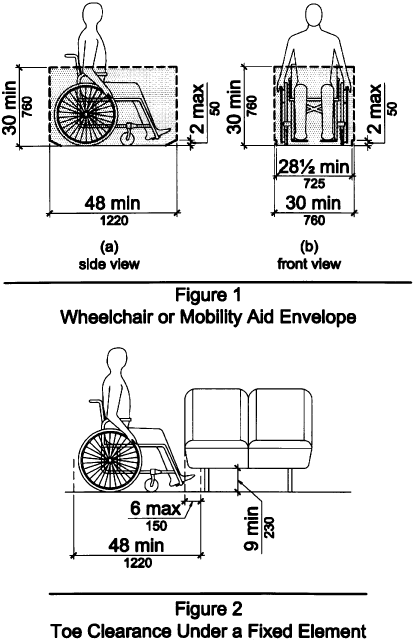 30 min
760
2 max
50
48 min
1220
(a)
side view
30 min
760
2 max
50
28½ min
725
30 min
760
(b)
front view
Figure 1
Wheelchair or Mobility Aid Envelope
6 max
150
48 min
1220
9 min
230
Figure 2
Toe Clearance Under a Fixed Element